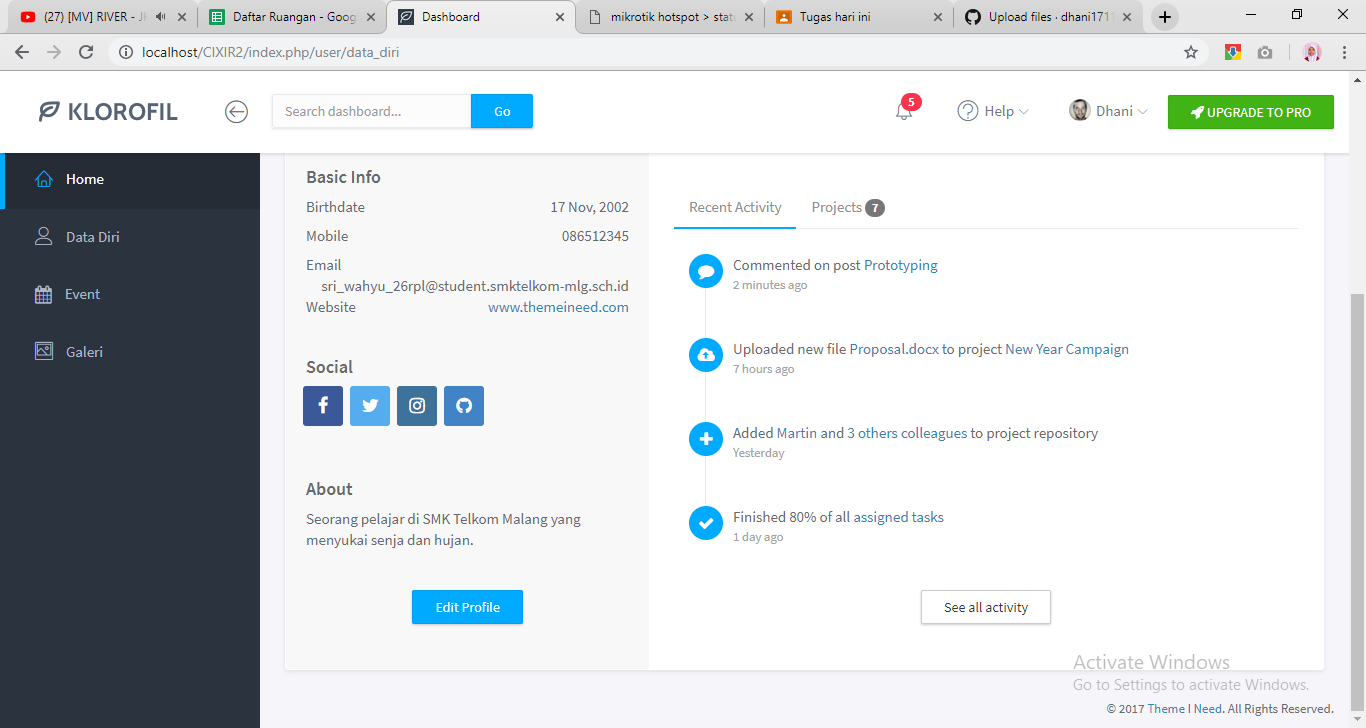 (27) [MV] RIVER - JK
Daftar Ruangan - Goog
Dashboard
mikrotik hotspot > statu
Tugas hari ini
Upload files · dhani1711
localhost/CIXIR2/index.php/user/data_diri
KLOROFIL
Search dashboard...
Go
5
Help
Dhani
UPGRADE TO PRO
Home
Data Diri
Event
Galeri
Basic Info
Birthdate 17 Nov, 2002
Mobile 086512345
Email
sri_wahyu_26rpl@student.smktelkom-mlg.sch.id
Website www.themeineed.com
Social
About
Seorang pelajar di SMK Telkom Malang yang
menyukai senja dan hujan.
Edit Profile
Recent Activity
Projects 7
Commented on post Prototyping
2 minutes ago
Uploaded new file Proposal.docx to project New Year Campaign
7 hours ago
Added Martin and 3 others colleagues to project repository
Yesterday
Finished 80% of all assigned tasks
1 day ago
See all activity
Activate Windows
Go to Settings to activate Windows.
© 2017 Theme I Need. All Rights Reserved.